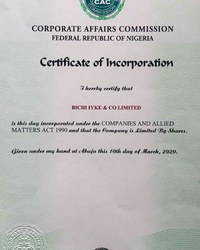 CAC
CORPORATE AFFAIRS COMMISSION
FEDERAL REPUBLIC OF NIGERIA
Certificate of Incorporation
I hereby certify that
BICHI IYKE & CO LIMITED
is this day incorporated under the COMPANIES AND ALLIED
MATTERS ACT 1990 and that the Company is Limited By Shares.
Given under my hand at Abuja this 10th day of March, 2020.